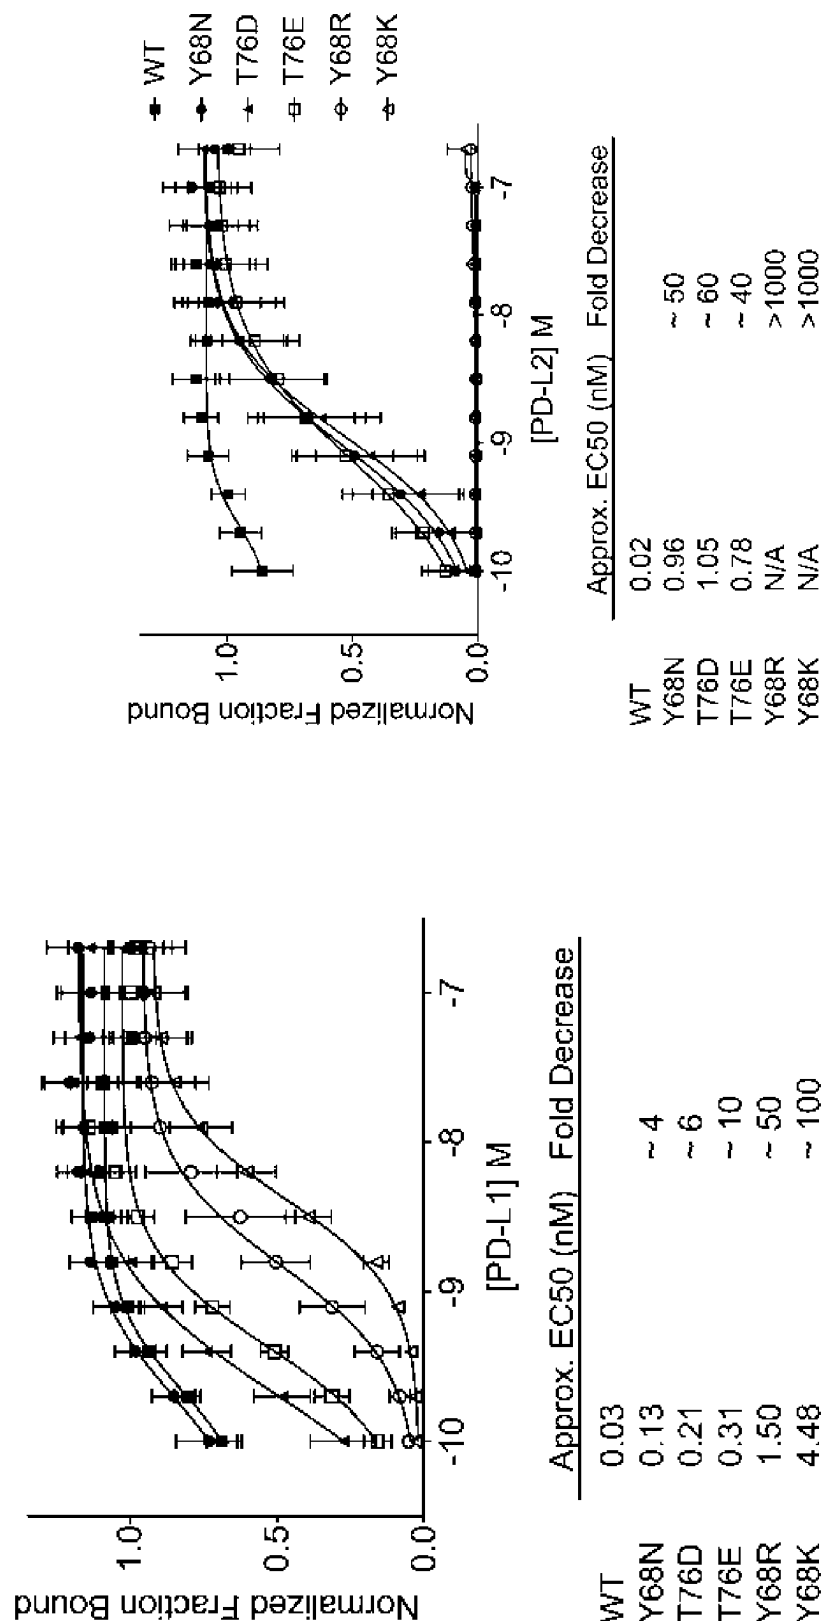 Normalized Fraction Bound
1.0
0.5
0.0
-10 -9 -8 -7
[PD-L1] M
Approx. EC50 (nM) Fold Decrease
WT 0.03
Y68N 0.13 ~ 4
T76D 0.21 ~ 6
T76E 0.31 ~ 10
Y68R 1.50 ~ 50
Y68K 4.48 ~ 100
Normalized Fraction Bound
1.0
0.5
0.0
-10 -9 -8 -7
[PD-L2] M
WT
Y68N
T76D
T76E
Y68R
Y68K
Approx. EC50 (nM) Fold Decrease
WT 0.02
Y68N 0.96 ~ 50
T76D 1.05 ~ 60
T76E 0.78 ~ 40
Y68R N/A >1000
Y68K N/A >1000